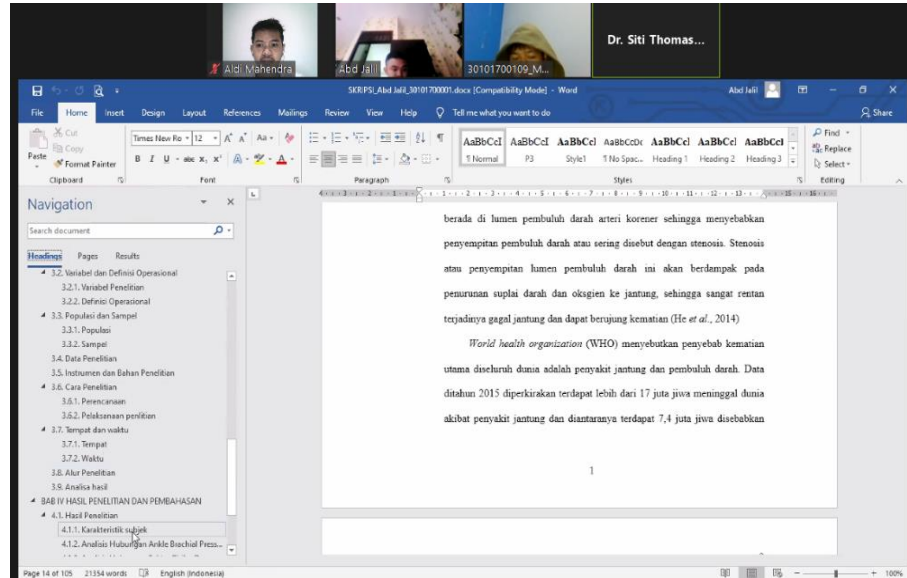 Aldi Mahendra
Abd Jalil
30101700109_M...
Dr. Siti Thomas...
SKRIPSI_Abd Jalil_30101700001.docx [Compatibility Mode] - Word
Abd Jalil
File Home Insert Design Layout References Mailings Review View Help Tell me what you want to do
Share
Paste
Cut
Copy
Format Painter
Clipboard
Times New Ro 12
Font
Paragraph
AaBbCcI AaBbCcI AaBbCcI AaBbCcDc AaBbCcI AaBbCcI AaBbCcI
¶ Normal P3 Style1 ¶ No Spac... Heading 1 Heading 2 Heading 3
Styles
Find
Replace
Select
Editing
Navigation
Search document
Headings Pages Results
3.2. Variabel dan Definisi Operasional
3.2.1. Variabel Penelitian
3.2.2. Definisi Operasional
3.3. Populasi dan Sampel
3.3.1. Populasi
3.3.2. Sampel
3.4. Data Penelitian
3.5. Instrumen dan Bahan Penelitian
3.6. Cara Penelitian
3.6.1. Perencanaan
3.6.2. Pelaksanaan penlitian
3.7. Tempat dan waktu
3.7.1. Tempat
3.7.2. Waktu
3.8. Alur Penelitian
3.9. Analisa hasil
BAB IV HASIL PENELITIAN DAN PEMBAHASAN
4.1. Hasil Penelitian
4.1.1. Karakteristik subjek
4.1.2. Analisis Hubungan Ankle Brachial Press...
berada di lumen pembuluh darah arteri korener sehingga menyebabkan
penyempitan pembuluh darah atau sering disebut dengan stenosis. Stenosis
atau penyempitan lumen pembuluh darah ini akan berdampak pada
penurunan suplai darah dan oksgien ke jantung, sehingga sangat rentan
terjadinya gagal jantung dan dapat berujung kematian (He et al., 2014)
World health organization (WHO) menyebutkan penyebab kematian
utama diseluruh dunia adalah penyakit jantung dan pembuluh darah. Data
ditahun 2015 diperkirakan terdapat lebih dari 17 juta jiwa meninggal dunia
akibat penyakit jantung dan diantaranya terdapat 7,4 juta jiwa disebabkan
1
Page 14 of 105 21354 words English (Indonesia)
100%